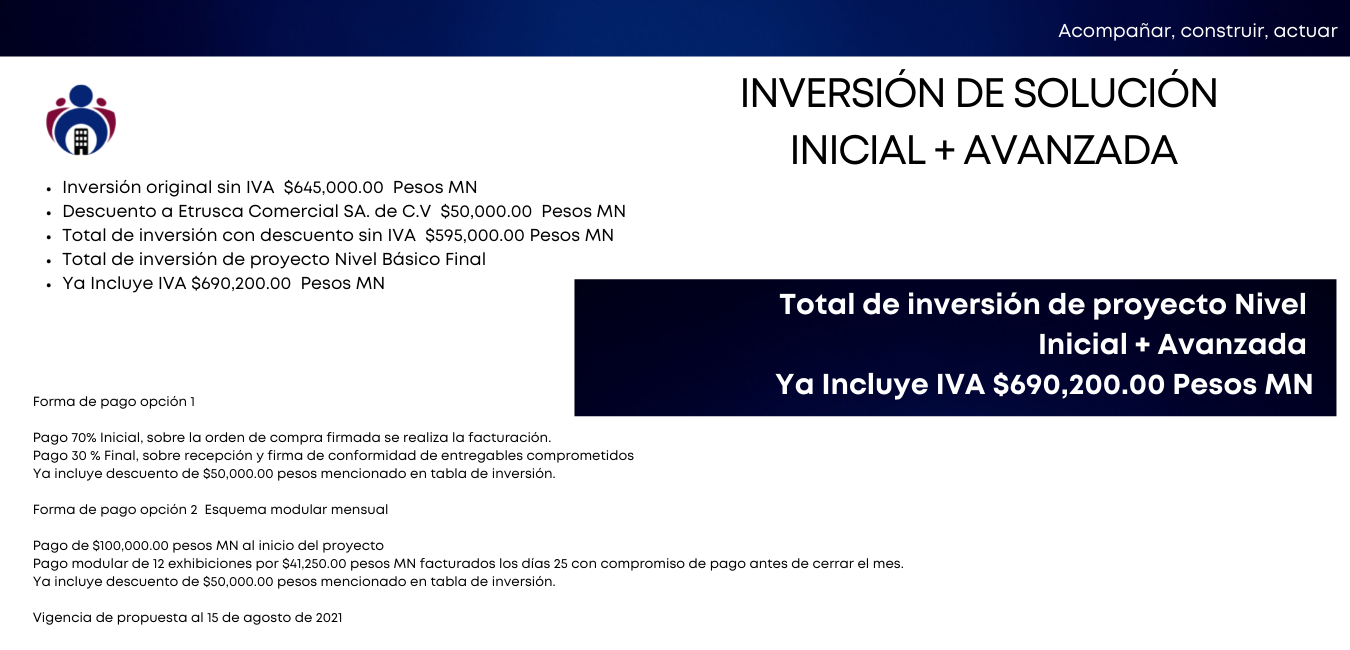 Acompañar, construir, actuar
INVERSIÓN DE SOLUCIÓN
INICIAL + AVANZADA
• Inversión original sin IVA  $645,000.00  Pesos MN
• Descuento a Etrusca Comercial SA. de C.V  $50,000.00  Pesos MN
• Total de inversión con descuento sin IVA  $595,000.00 Pesos MN
• Total de inversión de proyecto Nivel Básico Final
• Ya Incluye IVA $690,200.00  Pesos MN
Total de inversión de proyecto Nivel
Inicial + Avanzada
Ya Incluye IVA $690,200.00 Pesos MN
Forma de pago opción 1
Pago 70% Inicial, sobre la orden de compra firmada se realiza la facturación.
Pago 30 % Final, sobre recepción y firma de conformidad de entregables comprometidos
Ya incluye descuento de $50,000.00 pesos mencionado en tabla de inversión.
Forma de pago opción 2  Esquema modular mensual
Pago de $100,000.00 pesos MN al inicio del proyecto
Pago modular de 12 exhibiciones por $41,250.00 pesos MN facturados los días 25 con compromiso de pago antes de cerrar el mes.
Ya incluye descuento de $50,000.00 pesos mencionado en tabla de inversión.
Vigencia de propuesta al 15 de agosto de 2021